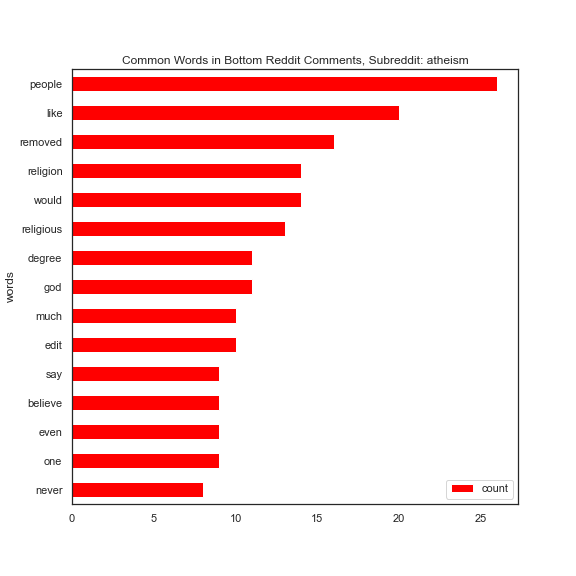 Common Words in Bottom Reddit Comments, Subreddit: atheism
people
like
removed
religion
would
religious
degree
god
much
edit
say
believe
even
one
never
words
count
0 5 10 15 20 25